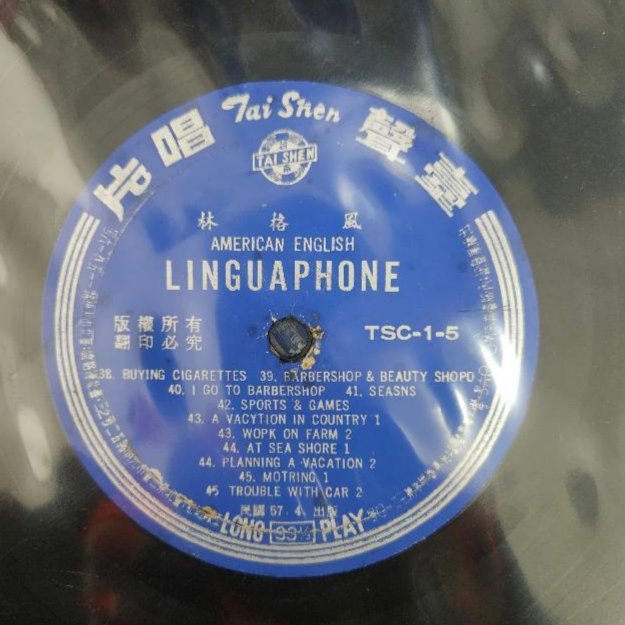 Tai Shen
臺聲唱片
TAI SHEN
林格風
AMERICAN ENGLISH
LINGUAPHONE
版權所有
翻印必究
TSC-1-5
38. BUYING CIGARETTES 39. BARBERSHOP & BEAUTY SHOPO
40. I GO TO BARBERSHOP 41. SEASNS
42. SPORTS & GAMES
43. A VACYTION IN COUNTRY 1
43. WOPK ON FARM 2
44. AT SEA SHORE 1
44. PLANNING A VACATION 2
45. MOTRING 1
45 TROUBLE WITH CAR 2
民國57.4.出版
LONG 33⅓ PLAY